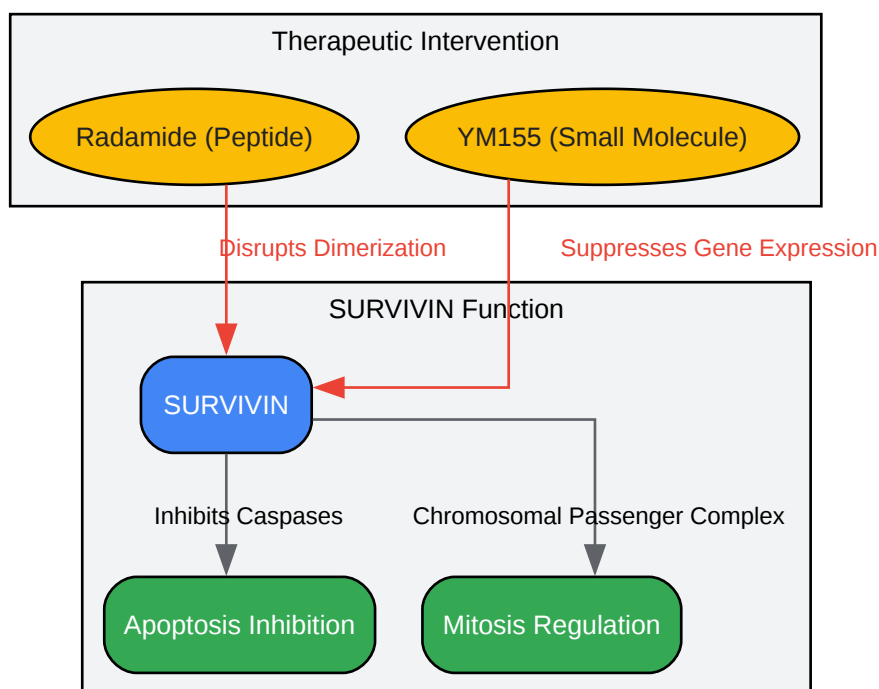 Therapeutic Intervention
Radamide (Peptide)
YM155 (Small Molecule)
Disrupts Dimerization
Suppresses Gene Expression
SURVIVIN Function
SURVIVIN
Inhibits Caspases
Chromosomal Passenger Complex
Apoptosis Inhibition
Mitosis Regulation